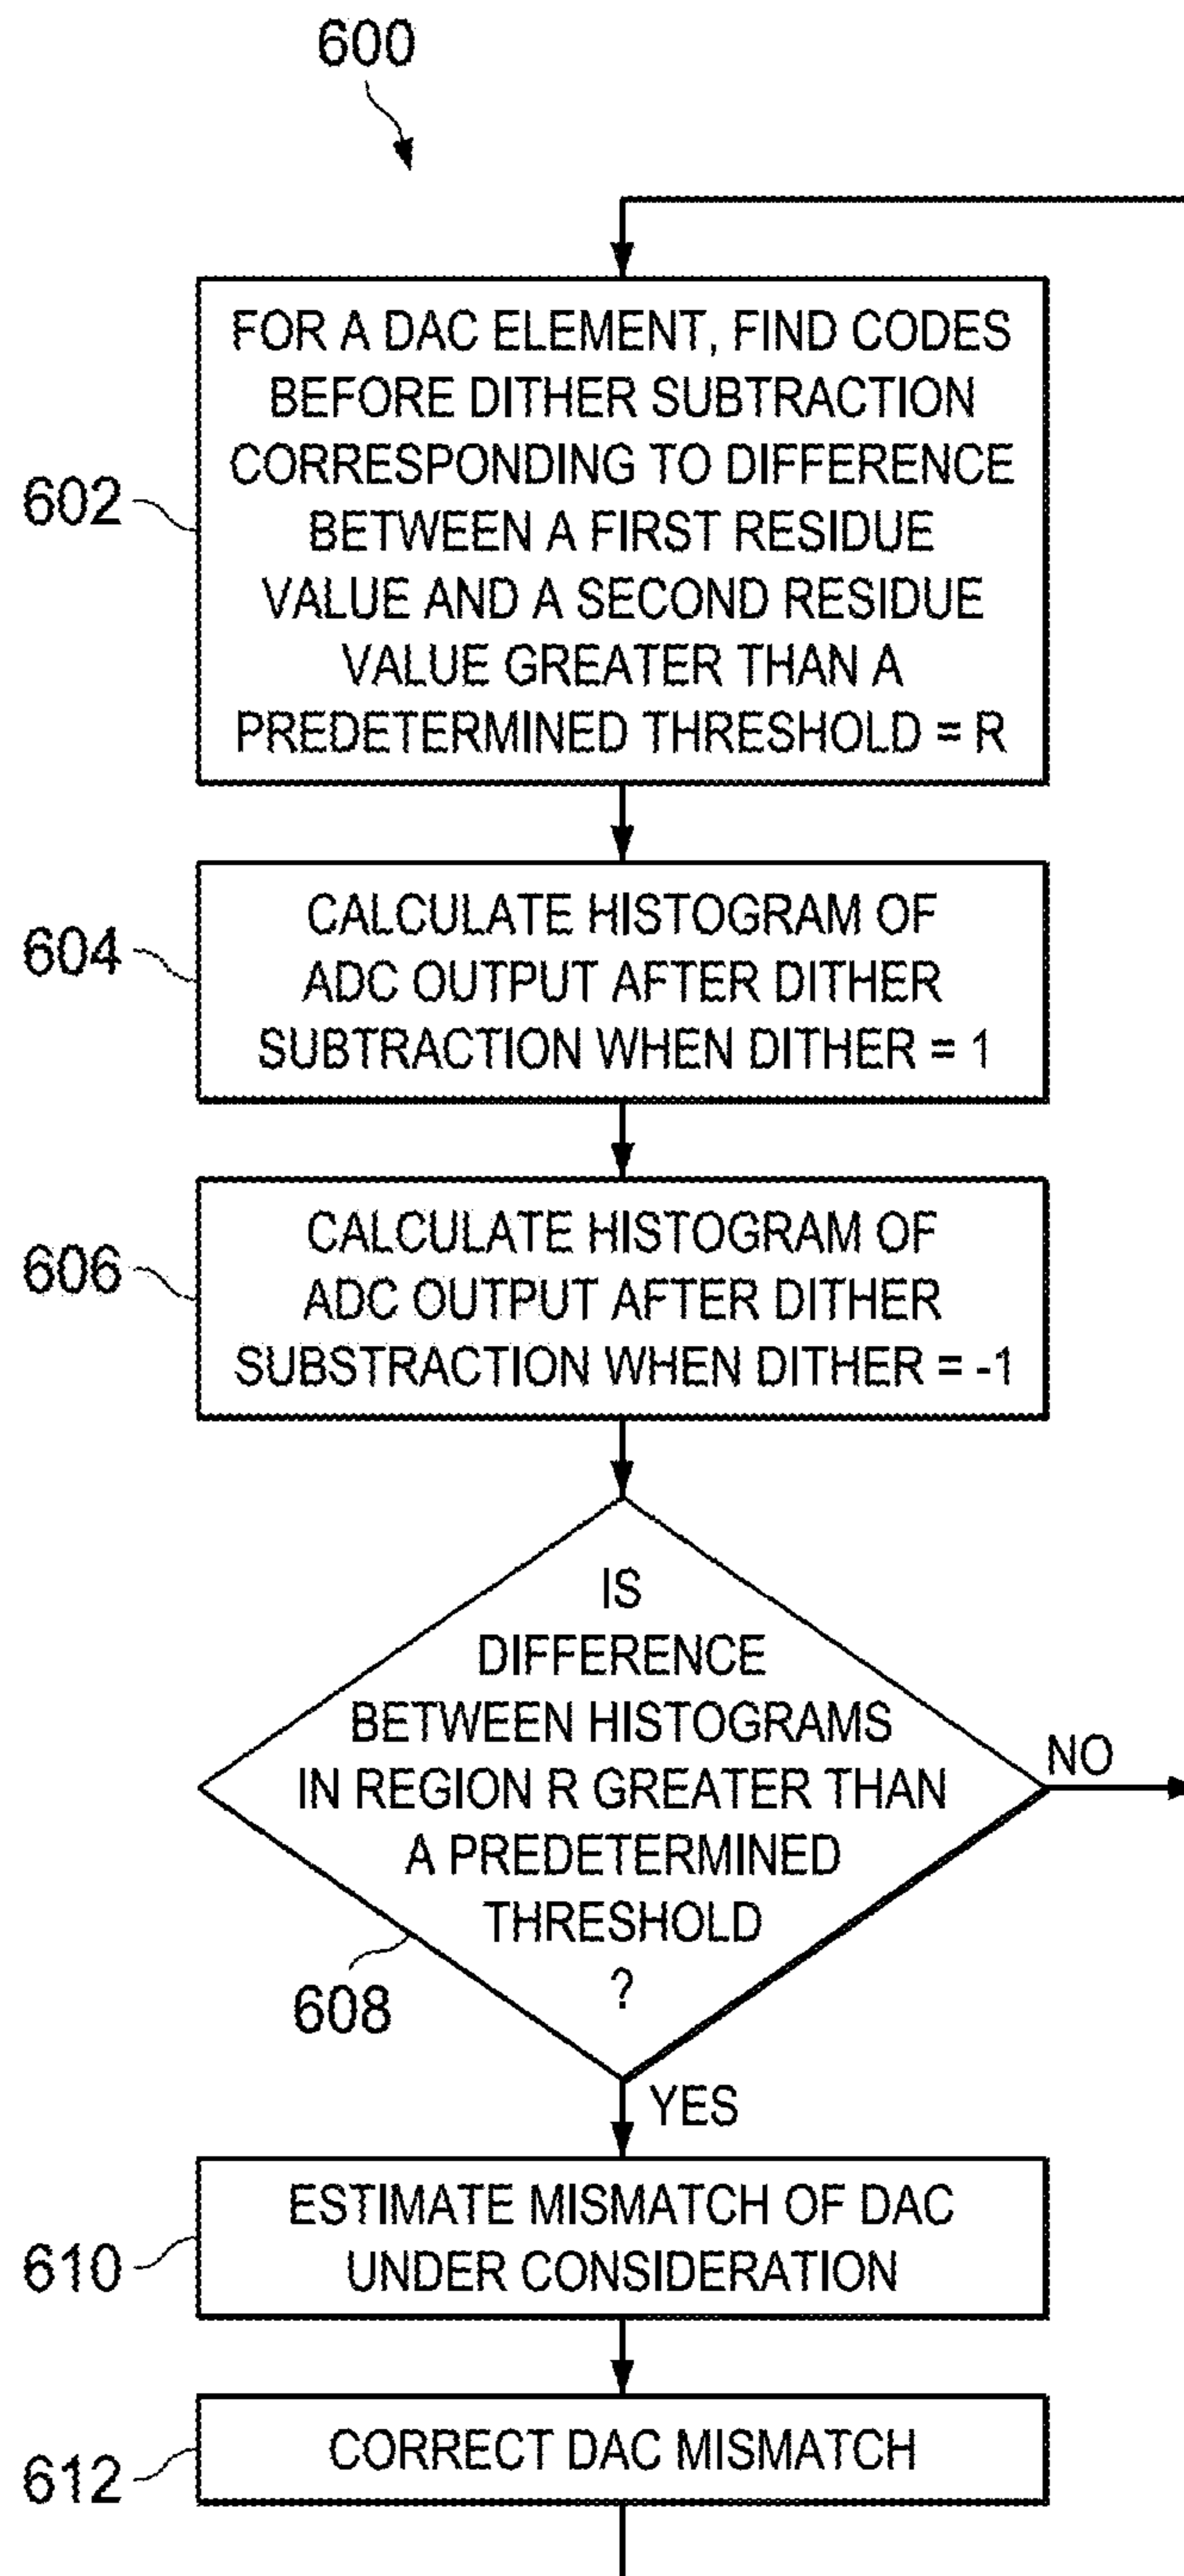 600
602
FOR A DAC ELEMENT, FIND CODES
BEFORE DITHER SUBTRACTION
CORRESPONDING TO DIFFERENCE
BETWEEN A FIRST RESIDUE
VALUE AND A SECOND RESIDUE
VALUE GREATER THAN A
PREDETERMINED THRESHOLD = R
604
CALCULATE HISTOGRAM OF
ADC OUTPUT AFTER DITHER
SUBTRACTION WHEN DITHER = 1
606
CALCULATE HISTOGRAM OF
ADC OUTPUT AFTER DITHER
SUBSTRACTION WHEN DITHER = -1
IS
DIFFERENCE
BETWEEN HISTOGRAMS
IN REGION R GREATER THAN
A PREDETERMINED
THRESHOLD
?
NO
608
YES
610
ESTIMATE MISMATCH OF DAC
UNDER CONSIDERATION
612
CORRECT DAC MISMATCH